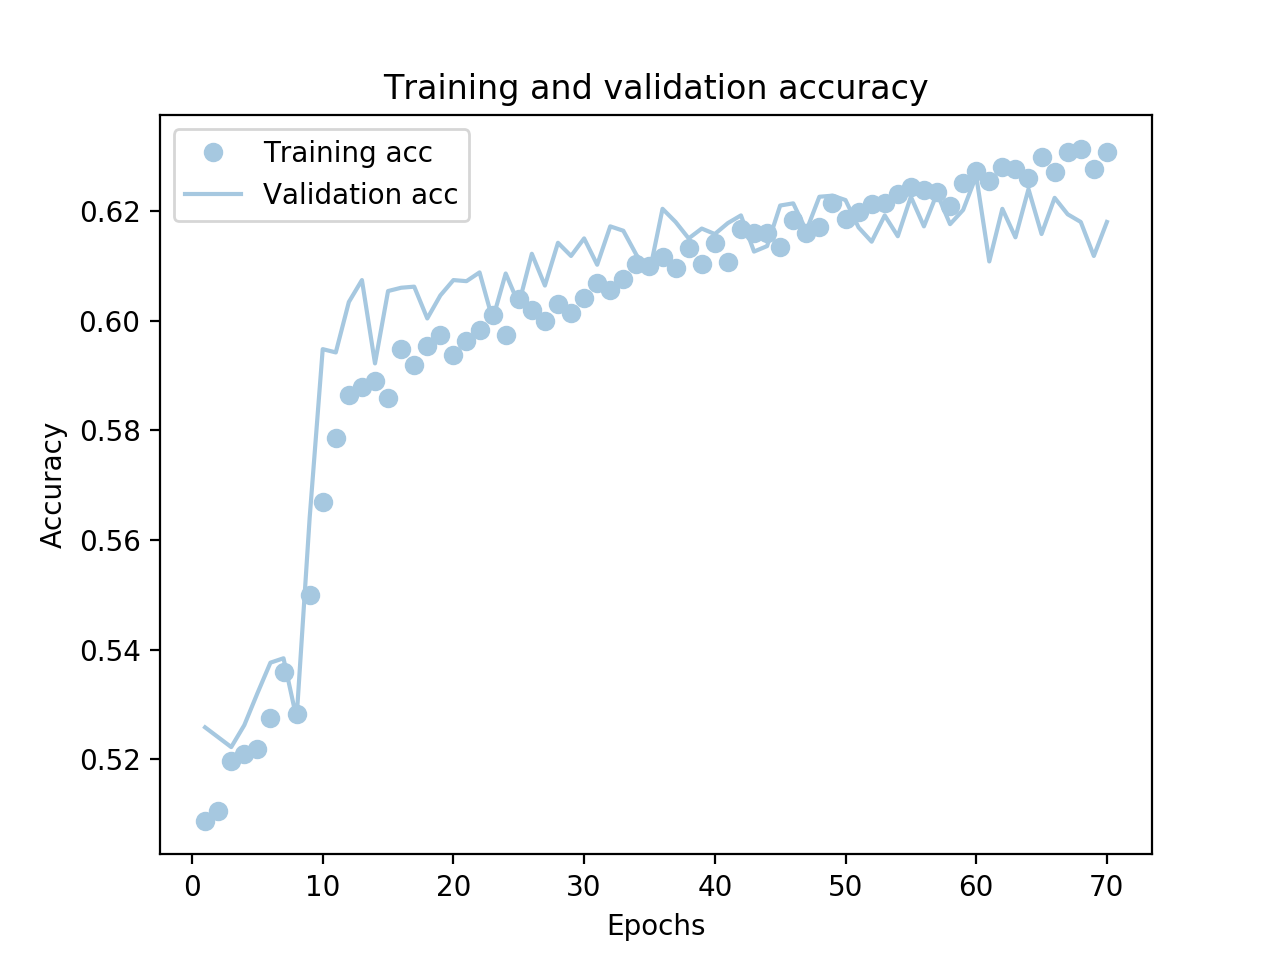 Training and validation accuracy
Training acc
Validation acc
0.62
0.60
0.58
0.56
0.54
0.52
Accuracy
0 10 20 30 40 50 60 70
Epochs